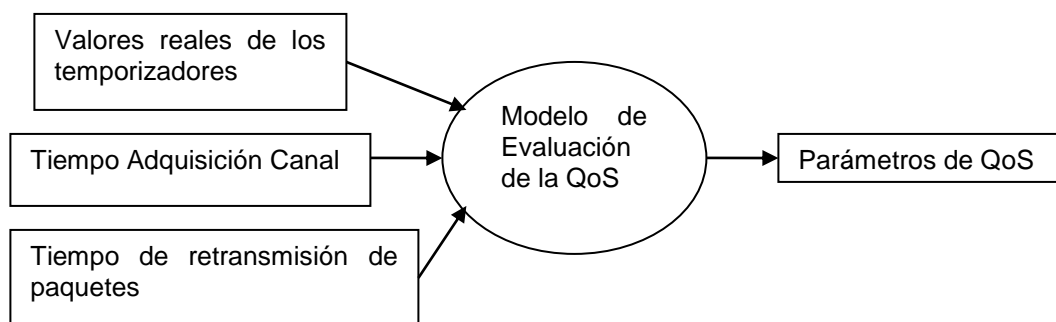 Valores reales de los
temporizadores
Tiempo Adquisición Canal
Tiempo de retransmisión de
paquetes
Modelo de
Evaluación
de la QoS
Parámetros de QoS